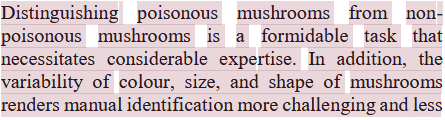 Distinguishing poisonous mushrooms from non-
poisonous mushrooms is a formidable task that
necessitates considerable expertise. In addition, the
variability of colour, size, and shape of mushrooms
renders manual identification more challenging and less